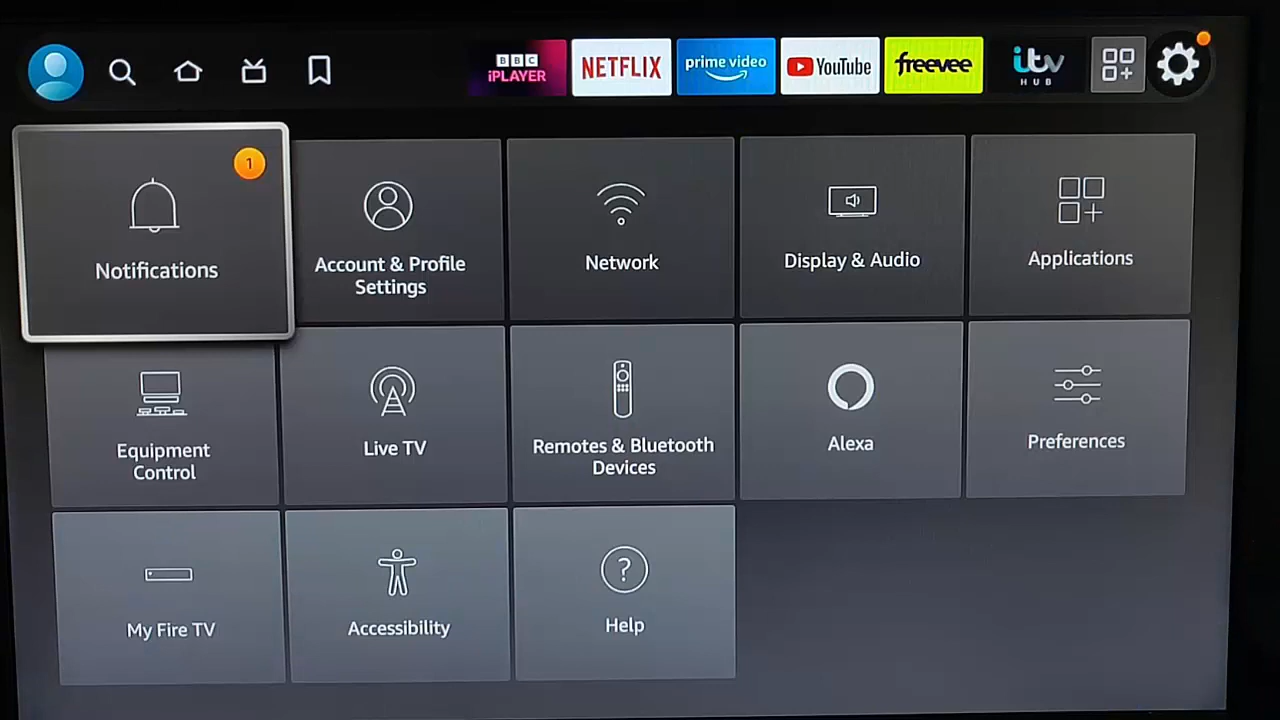 BBC
iPLAYER
NETFLIX
prime video
YouTube
freevee
itv
HUB
1
Notifications
Account & Profile
Settings
Network
Display & Audio
Applications
Equipment
Control
Live TV
Remotes & Bluetooth
Devices
Alexa
Preferences
My Fire TV
Accessibility
?
Help